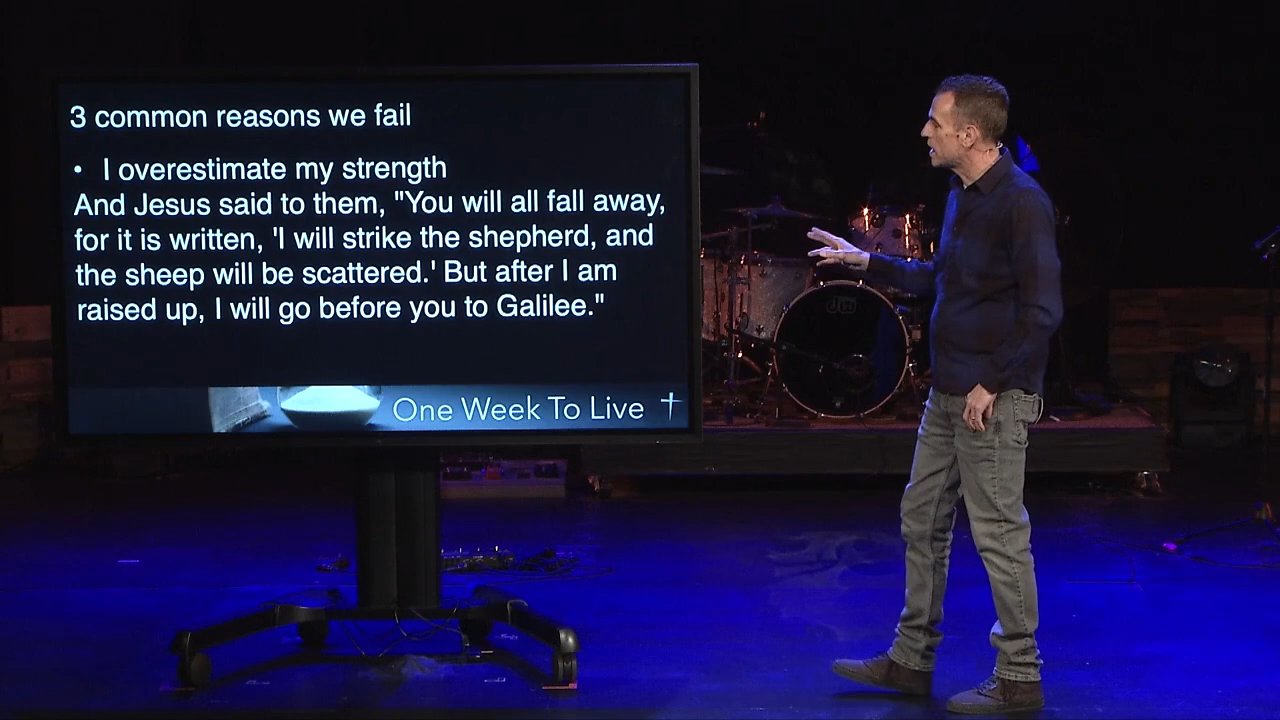 3 common reasons we fail
• I overestimate my strength
And Jesus said to them, "You will all fall away,
for it is written, 'I will strike the shepherd, and
the sheep will be scattered.' But after I am
raised up, I will go before you to Galilee."
One Week To Live
dw